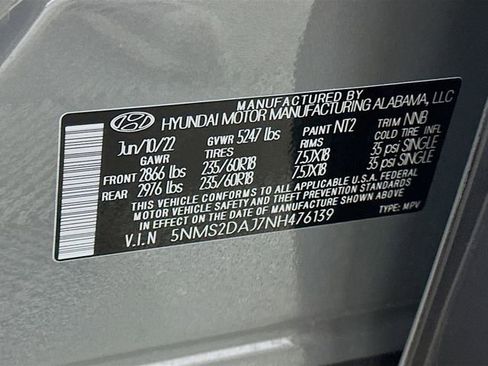 MANUFACTURED BY
HYUNDAI MOTOR MANUFACTURING ALABAMA, LLC
Jun/10/22 GVWR 5247 lbs PAINT NT2 TRIM NNB
GAWR TIRES RIMS COLD TIRE INFL
FRONT 2866 lbs 235/60R18 7.5JX18 35 psi SINGLE
REAR 2976 lbs 235/60R18 7.5JX18 35 psi SINGLE
THIS VEHICLE CONFORMS TO ALL APPLICABLE U.S.A. FEDERAL
MOTOR VEHICLE SAFETY AND THEFT PREVENTION STANDARDS
IN EFFECT ON THE DATE OF MANUFACTURE SHOWN ABOVE.
V.I.N 5NMS2DAJ7NH476139 TYPE: MPV